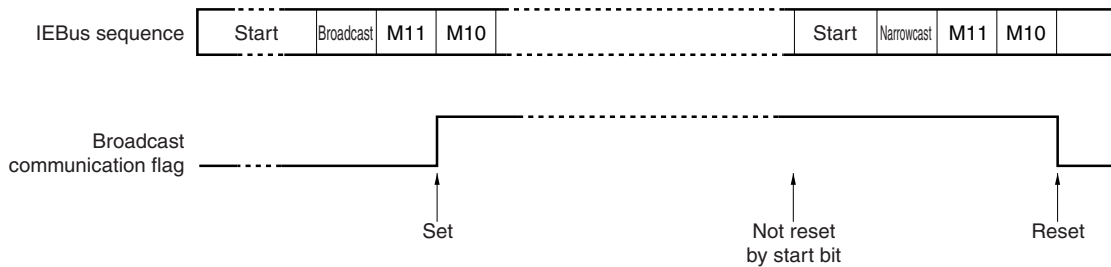 IEBus sequence
Start Broadcast M11 M10 Start Narrowcast M11 M10
Broadcast
communication flag
Set
Not reset
by start bit
Reset